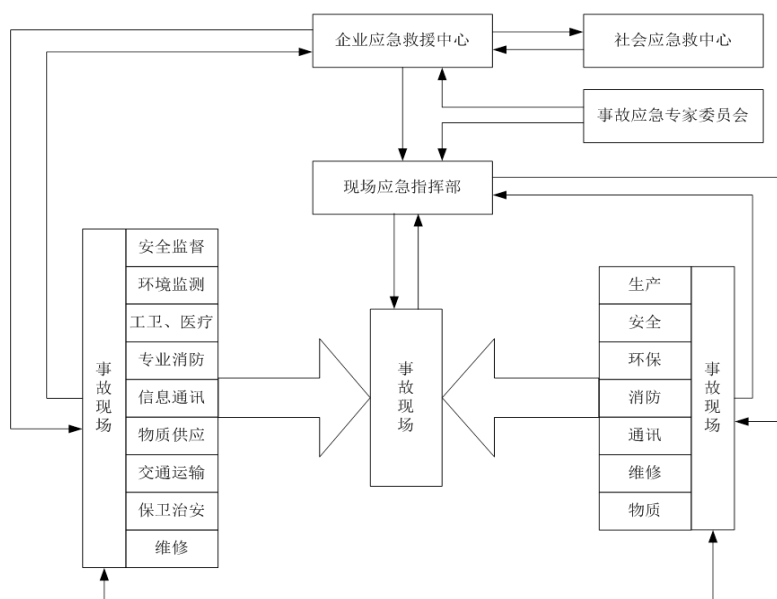 企业应急救援中心
社会应急救中心
事故应急专家委员会
现场应急指挥部
事故现场
安全监督
环境监测
工卫、医疗
专业消防
信息通讯
物质供应
交通运输
保卫治安
维修
事故现场
生产
安全
环保
消防
通讯
维修
物质
事故现场